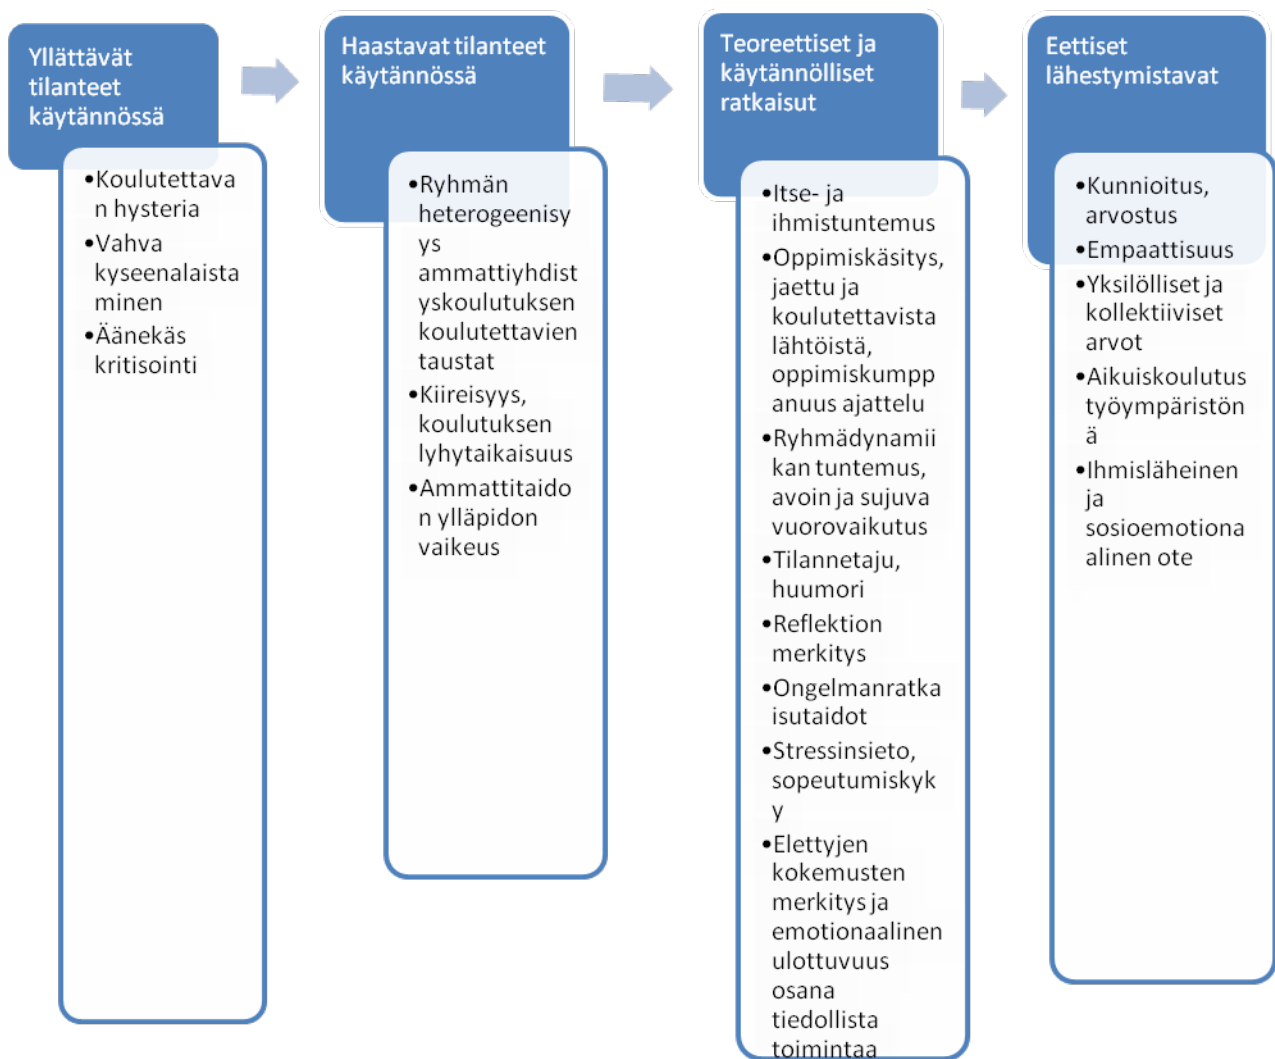 Yllättävät
tilanteet
käytännössä
•Koulutettava
n hysteria
•Vahva
kyseenalaista
minen
•Äänekäs
kritisointi
Haastavat tilanteet
käytännössä
•Ryhmän
heterogeenisy
ys
ammattiyhdist
yskoulutuksen
koulutettavien
taustat
•Kiireisyys,
koulutuksen
lyhytaikaisuus
•Ammattitaido
n ylläpidon
vaikeus
Teoreettiset ja
käytännölliset
ratkaisut
•Itse- ja
ihmistuntemus
•Oppimiskäsitys,
jaettu ja
koulutettavista
lähtöistä,
oppimiskumpp
anuus ajattelu
•Ryhmädynamii
kan tuntemus,
avoin ja sujuva
vuorovaikutus
•Tilannetaju,
huumori
•Reflektion
merkitys
•Ongelmanratka
isutaidot
•Stressinsieto,
sopeutumiskyk
y
•Elettyjen
kokemusten
merkitys ja
emotionaalinen
ulottuvuus
osana
tiedollista
toimintaa
Eettiset
lähestymistavat
•Kunnioitus,
arvostus
•Empaattisuus
•Yksilölliset ja
kollektiiviset
arvot
•Aikuiskoulutus
työympäristön
ä
•Ihmisläheinen
ja
sosioemotiona
alinen ote